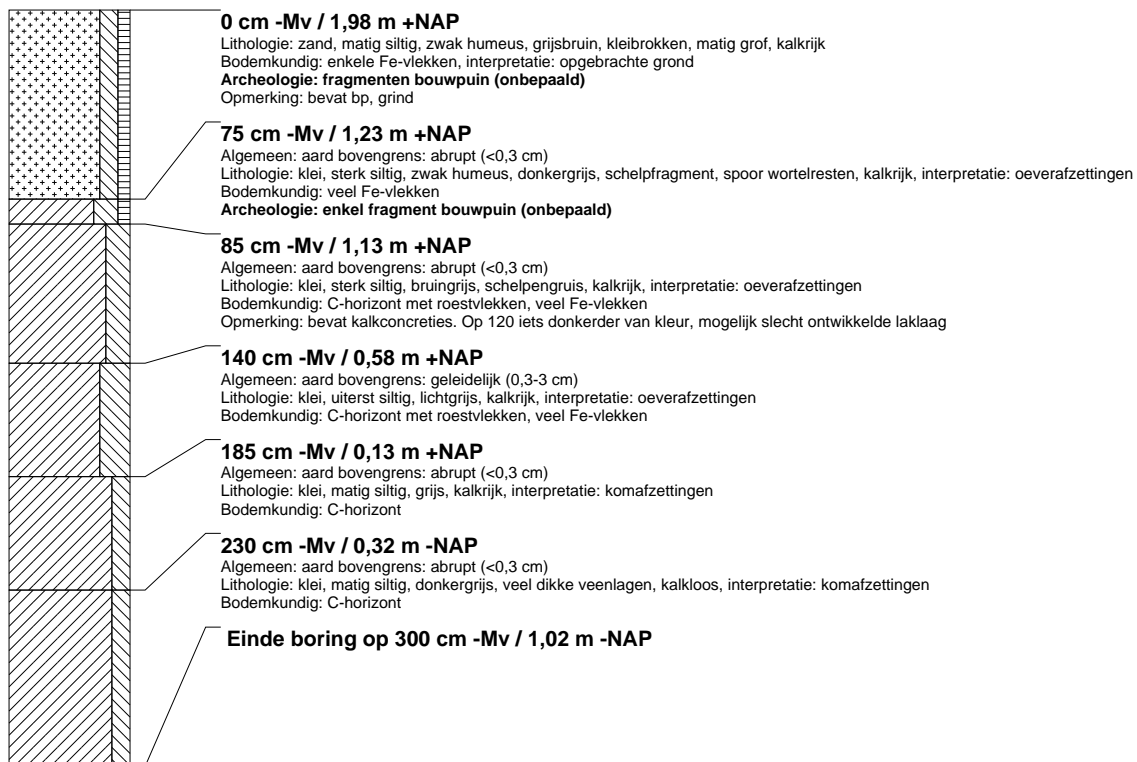 0 cm -Mv / 1,98 m +NAP
Lithologie: zand, matig siltig, zwak humeus, grijsbruin, kleibrokken, matig grof, kalkrijk
Bodemkundig: enkele Fe-vlekken, interpretatie: opgebrachte grond
Archeologie: fragmenten bouwpuin (onbepaald)
Opmerking: bevat bp, grind
75 cm -Mv / 1,23 m +NAP
Algemeen: aard bovengrens: abrupt (<0,3 cm)
Lithologie: klei, sterk siltig, zwak humeus, donkergrijs, schelpfragment, spoor wortelresten, kalkrijk, interpretatie: oeverafzettingen
Bodemkundig: veel Fe-vlekken
Archeologie: enkel fragment bouwpuin (onbepaald)
85 cm -Mv / 1,13 m +NAP
Algemeen: aard bovengrens: abrupt (<0,3 cm)
Lithologie: klei, sterk siltig, bruingrijs, schelpengruis, kalkrijk, interpretatie: oeverafzettingen
Bodemkundig: C-horizont met roestvlekken, veel Fe-vlekken
Opmerking: bevat kalkconcreties. Op 120 iets donkerder van kleur, mogelijk slecht ontwikkelde laklaag
140 cm -Mv / 0,58 m +NAP
Algemeen: aard bovengrens: geleidelijk (0,3-3 cm)
Lithologie: klei, uiterst siltig, lichtgrijs, kalkrijk, interpretatie: oeverafzettingen
Bodemkundig: C-horizont met roestvlekken, veel Fe-vlekken
185 cm -Mv / 0,13 m +NAP
Algemeen: aard bovengrens: abrupt (<0,3 cm)
Lithologie: klei, matig siltig, grijs, kalkrijk, interpretatie: komafzettingen
Bodemkundig: C-horizont
230 cm -Mv / 0,32 m -NAP
Algemeen: aard bovengrens: abrupt (<0,3 cm)
Lithologie: klei, matig siltig, donkergrijs, veel dikke veenlagen, kalkloos, interpretatie: komafzettingen
Bodemkundig: C-horizont
Einde boring op 300 cm -Mv / 1,02 m -NAP